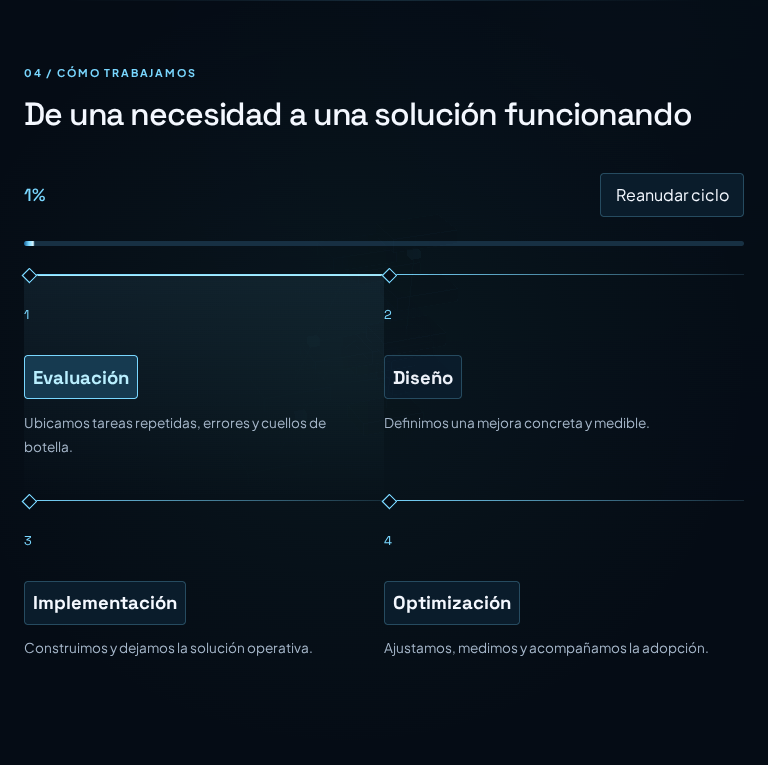 04 / CÓMO TRABAJAMOS
De una necesidad a una solución funcionando
1%
Reanudar ciclo
1
2
Evaluación
Diseño
Ubicamos tareas repetidas, errores y cuellos de
botella.
Definimos una mejora concreta y medible.
3
4
Implementación
Optimización
Construimos y dejamos la solución operativa.
Ajustamos, medimos y acompañamos la adopción.